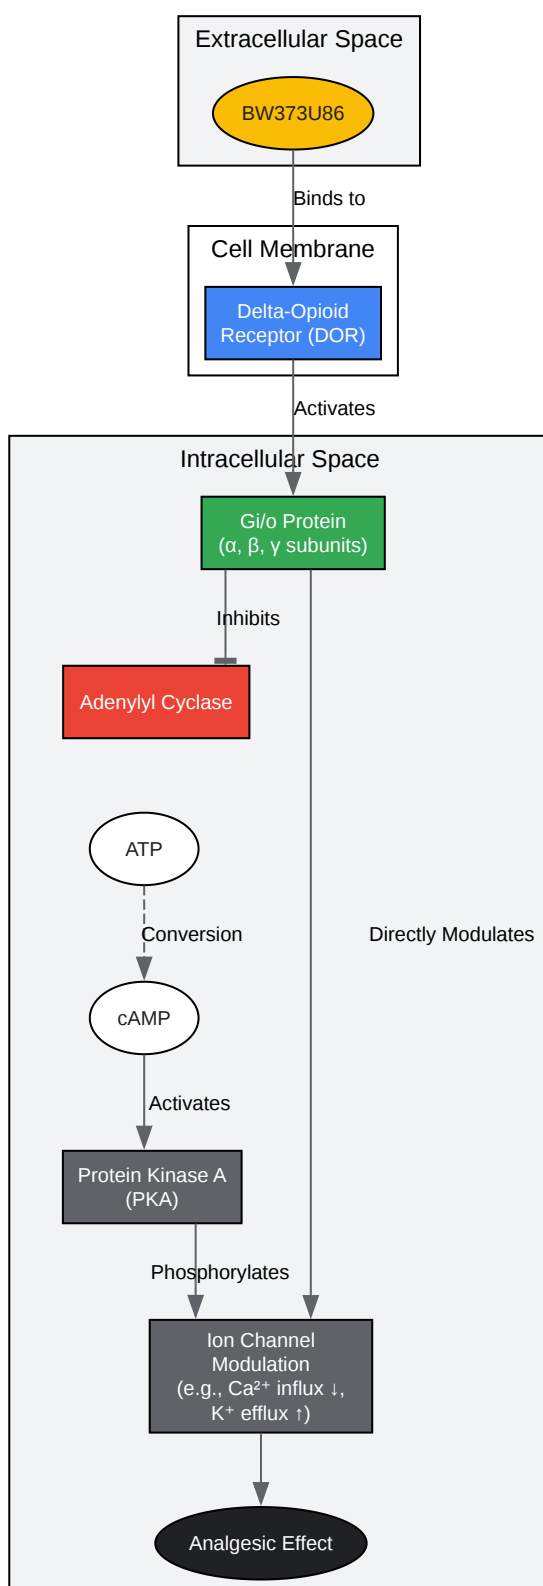 Extracellular Space
BW373U86
Binds to
Cell Membrane
Delta-Opioid
Receptor (DOR)
Activates
Intracellular Space
Gi/o Protein
(α, β, γ subunits)
Inhibits
Adenylyl Cyclase
ATP
Conversion
Directly Modulates
cAMP
Activates
Protein Kinase A
(PKA)
Phosphorylates
Ion Channel
Modulation
(e.g., Ca²⁺ influx ↓,
K⁺ efflux ↑)
Analgesic Effect